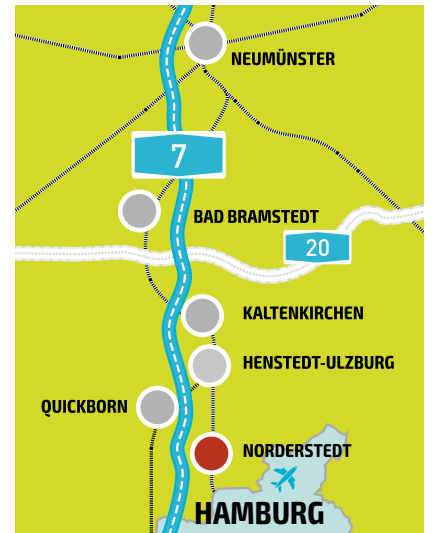 NEUMÜNSTER
7
BAD BRAMSTEDT
20
KALTENKIRCHEN
HENSTEDT-ULZBURG
QUICKBORN
NORDERSTEDT
HAMBURG